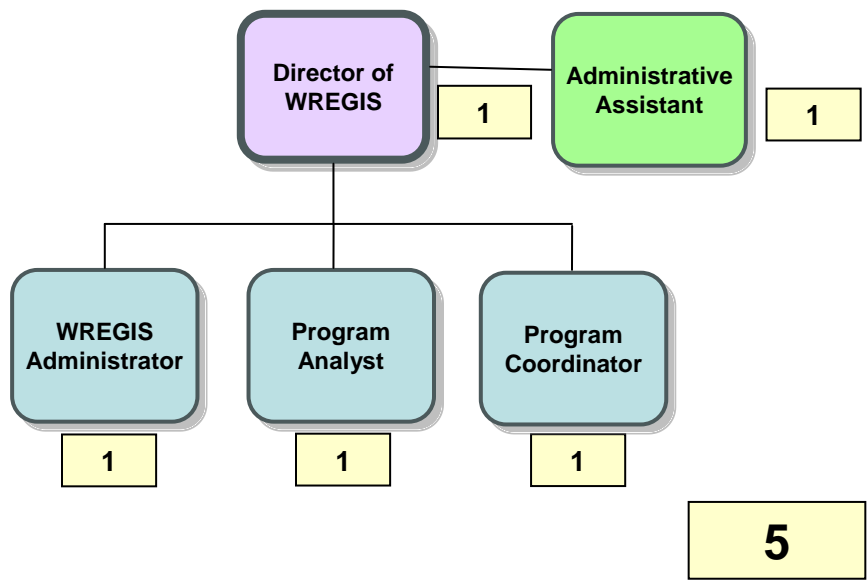 Director of
WREGIS
1
Administrative
Assistant
1
WREGIS
Administrator
1
Program
Analyst
1
Program
Coordinator
1
5